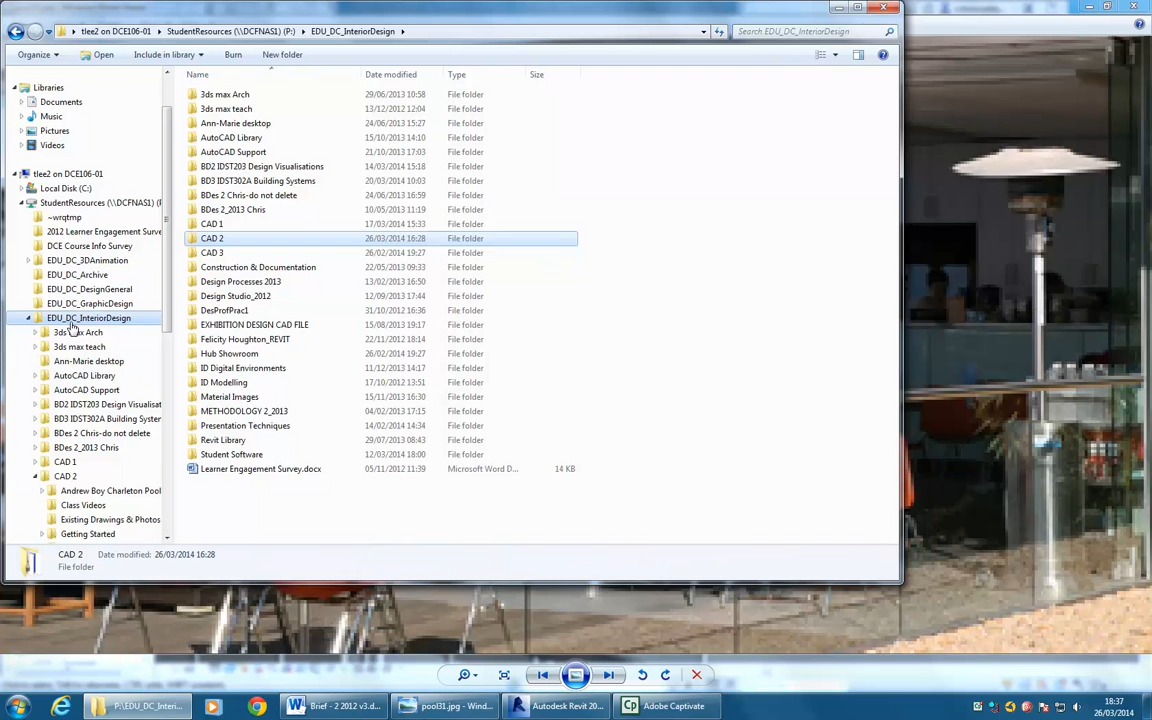 tlee2 on DCE106-01 StudentResources (\\DCFNAS1) (P:) EDU_DC_InteriorDesign Search EDU_DC_InteriorDesign
Organize Open Include in library Burn New folder
Name Date modified Type Size
Libraries
Documents
Music
Pictures
Videos
tlee2 on DCE106-01
Local Disk (C:)
StudentResources (\\DCFNAS1) (P
~wrqtmp
2012 Learner Engagement Surve
DCE Course Info Survey
EDU_DC_3DAnimation
EDU_DC_Archive
EDU_DC_DesignGeneral
EDU_DC_GraphicDesign
EDU_DC_InteriorDesign
3ds max Arch
3ds max teach
Ann-Marie desktop
AutoCAD Library
AutoCAD Support
BD2 IDST203 Design Visualisat
BD3 IDST302A Building System
BDes 2 Chris-do not delete
BDes 2_2013 Chris
CAD 1
CAD 2
Andrew Boy Charleton Pool
Class Videos
Existing Drawings & Photos
Getting Started
3ds max Arch 29/06/2013 10:58 File folder
3ds max teach 13/12/2012 12:04 File folder
Ann-Marie desktop 24/06/2013 15:27 File folder
AutoCAD Library 15/10/2013 14:10 File folder
AutoCAD Support 21/10/2013 17:03 File folder
BD2 IDST203 Design Visualisations 14/03/2014 15:18 File folder
BD3 IDST302A Building Systems 20/03/2014 10:03 File folder
BDes 2 Chris-do not delete 24/06/2013 16:59 File folder
BDes 2_2013 Chris 10/05/2013 11:19 File folder
CAD 1 17/03/2014 15:33 File folder
CAD 2 26/03/2014 16:28 File folder
CAD 3 26/02/2014 19:27 File folder
Construction & Documentation 22/05/2013 09:33 File folder
Design Processes 2013 13/02/2013 16:50 File folder
Design Studio_2012 12/09/2013 17:44 File folder
DesProfPrac1 31/10/2012 16:36 File folder
EXHIBITION DESIGN CAD FILE 15/08/2013 19:17 File folder
Felicity Houghton_REVIT 22/11/2012 18:14 File folder
Hub Showroom 26/02/2014 19:27 File folder
ID Digital Environments 11/12/2013 14:17 File folder
ID Modelling 17/10/2012 13:51 File folder
Material Images 15/11/2013 16:30 File folder
METHODOLOGY 2_2013 04/02/2013 17:15 File folder
Presentation Techniques 14/02/2014 14:34 File folder
Revit Library 29/07/2013 08:43 File folder
Student Software 12/03/2014 18:00 File folder
Learner Engagement Survey.docx 05/11/2012 11:39 Microsoft Word D... 14 KB
CAD 2 Date modified: 26/03/2014 16:28
File folder
P:\EDU_DC_Interi... Brief - 2 2012 v3.d... pool31.jpg - Wind... Autodesk Revit 20... Adobe Captivate
18:37
26/03/2014